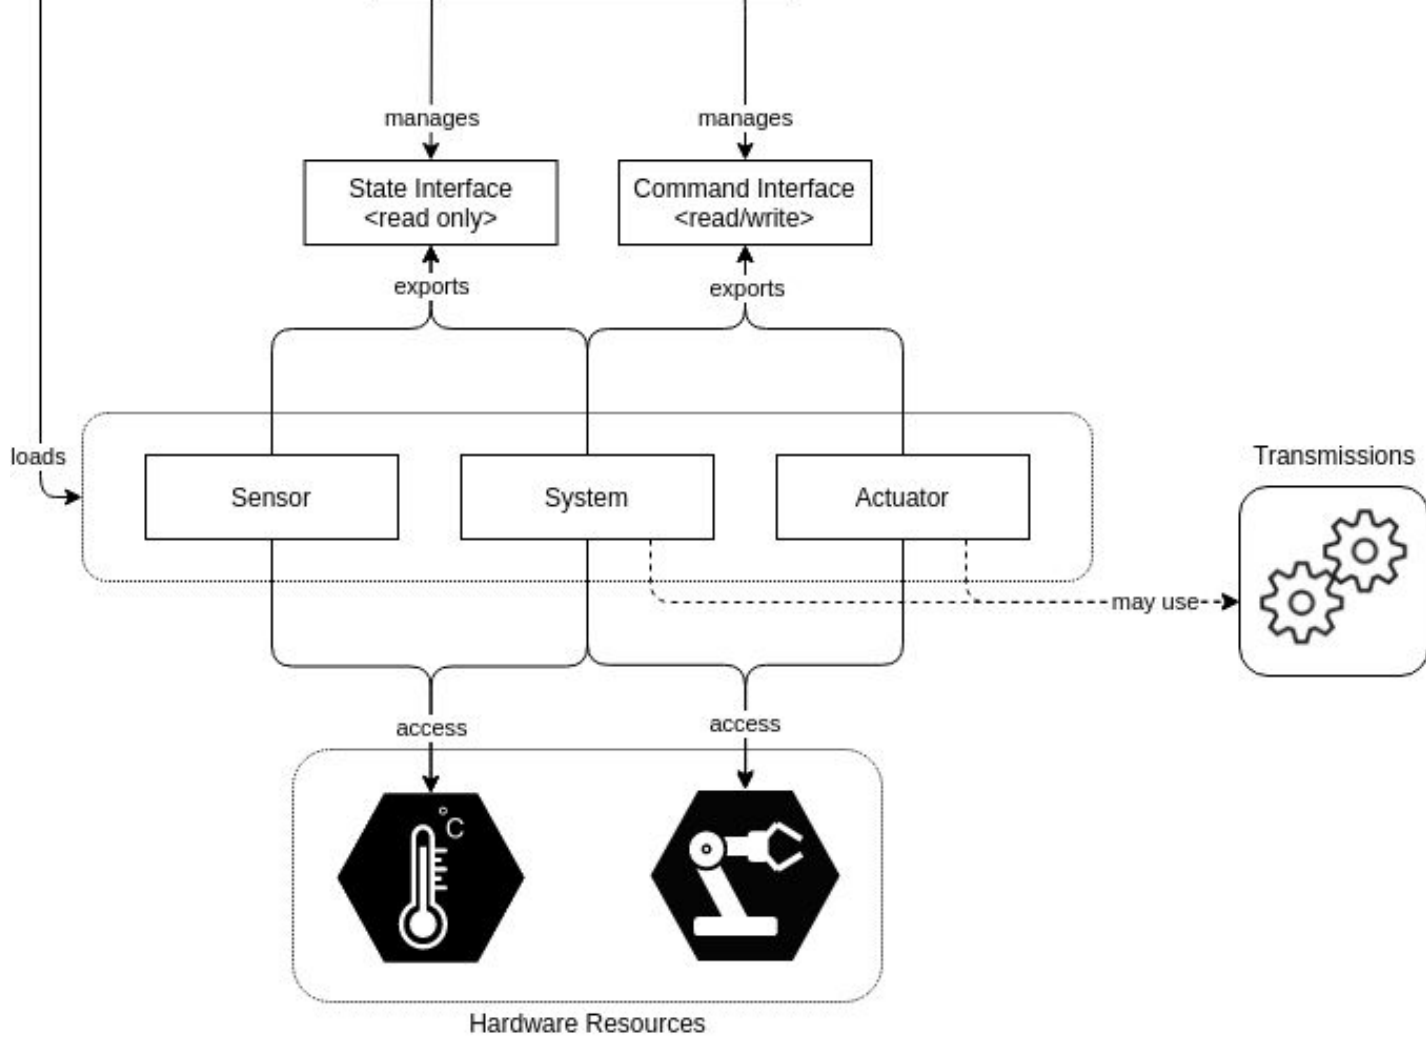 manages
manages
State Interface
<read only>
Command Interface
<read/write>
exports
exports
loads
Sensor
System
Actuator
Transmissions
may use
access
access
°C
Hardware Resources